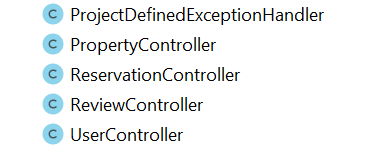 C ProjectDefinedExceptionHandler
C PropertyController
C ReservationController
C ReviewController
C UserController